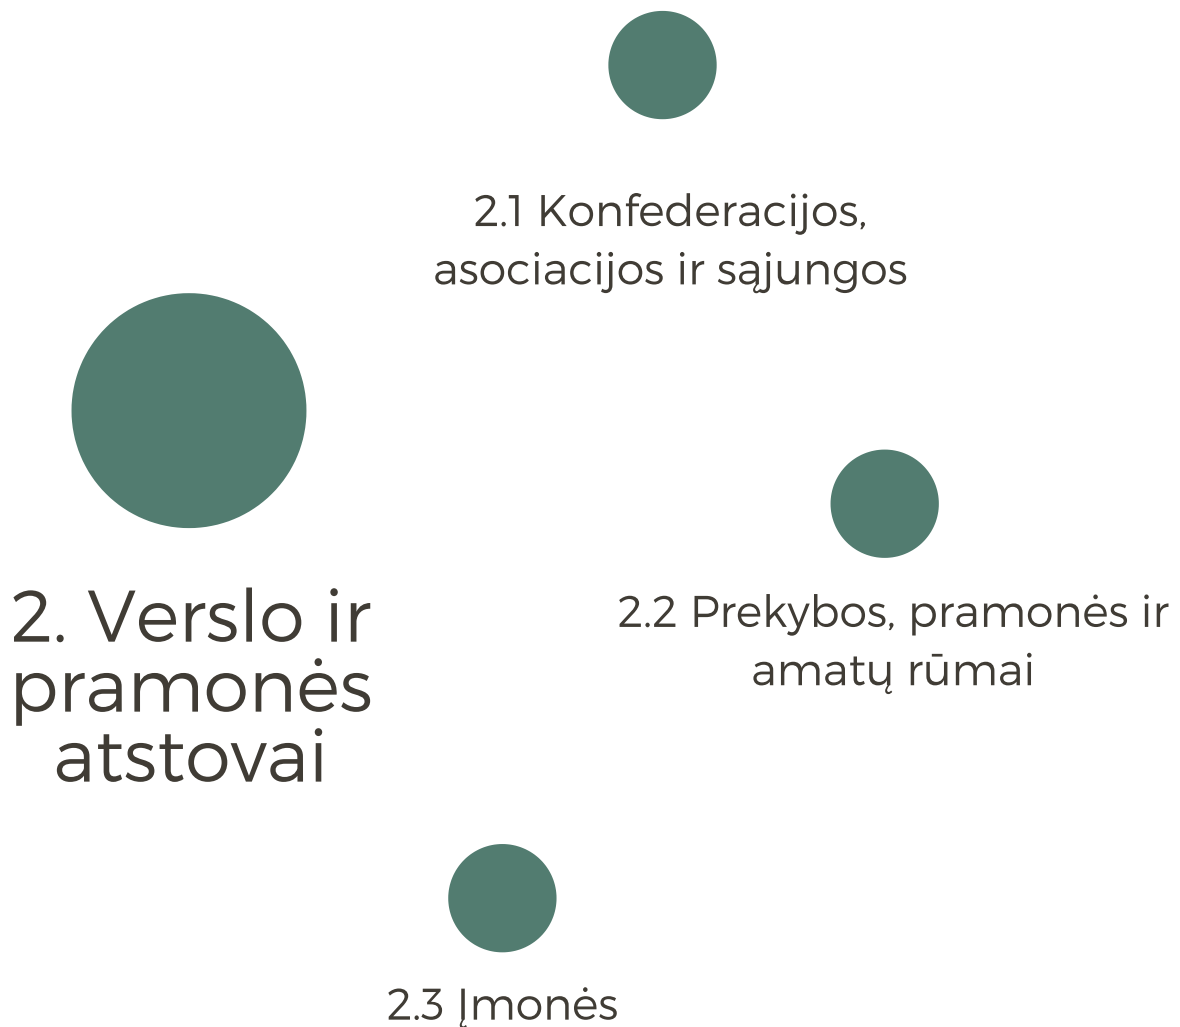 2. Verslo ir
pramonės
atstovai
2.1 Konfederacijos,
asociacijos ir sąjungos
2.2 Prekybos, pramonės ir
amatų rūmai
2.3 Įmonės